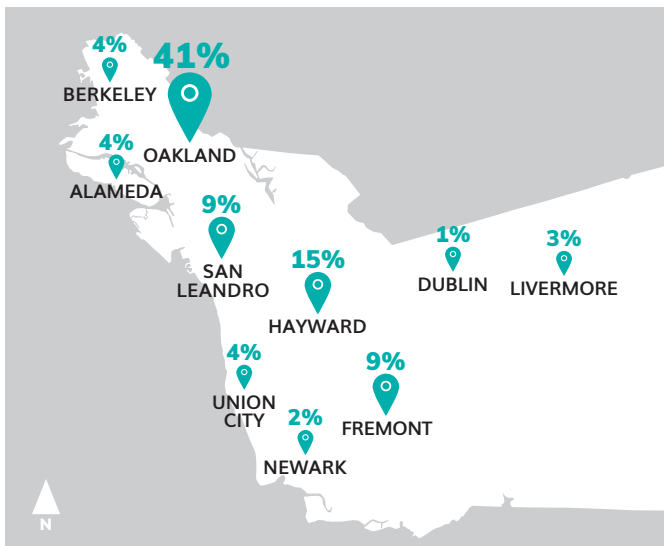 4%
BERKELEY
41%
OAKLAND
4%
ALAMEDA
9%
SAN
LEANDRO
15%
HAYWARD
1%
DUBLIN
3%
LIVERMORE
4%
UNION
CITY
2%
NEWARK
9%
FREMONT
N